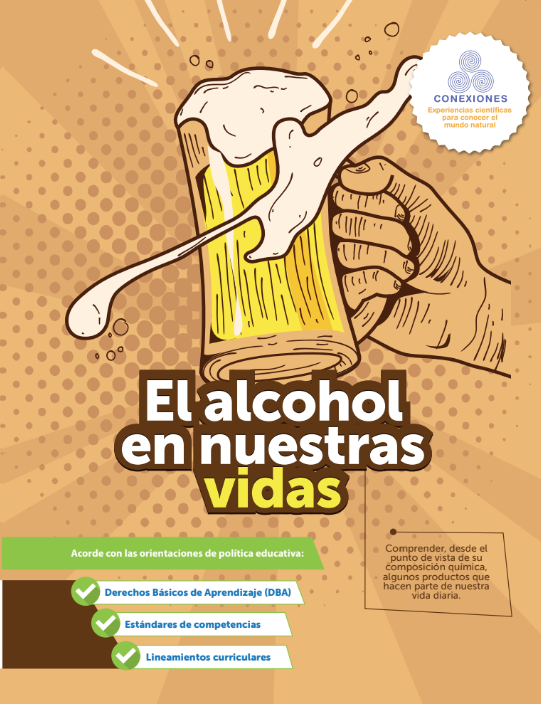 CONEXIONES
Experiencias científicas
para conocer el
mundo natural
El alcohol
en nuestras
vidas
Acorde con las orientaciones de política educativa:
Derechos Básicos de Aprendizaje (DBA)
Estándares de competencias
Lineamientos curriculares
Comprender, desde el
punto de vista de su
composición química,
algunos productos que
hacen parte de nuestra
vida diaria.